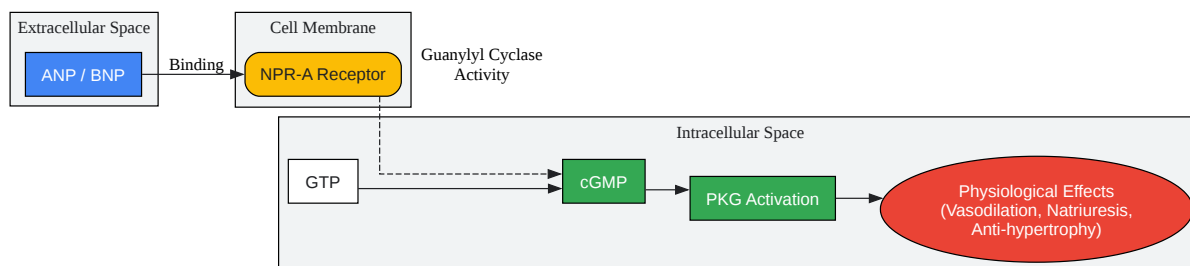 Extracellular Space
ANP / BNP
Binding
Cell Membrane
NPR-A Receptor
Guanylyl Cyclase
Activity
Intracellular Space
GTP
cGMP
PKG Activation
Physiological Effects
(Vasodilation, Natriuresis,
Anti-hypertrophy)